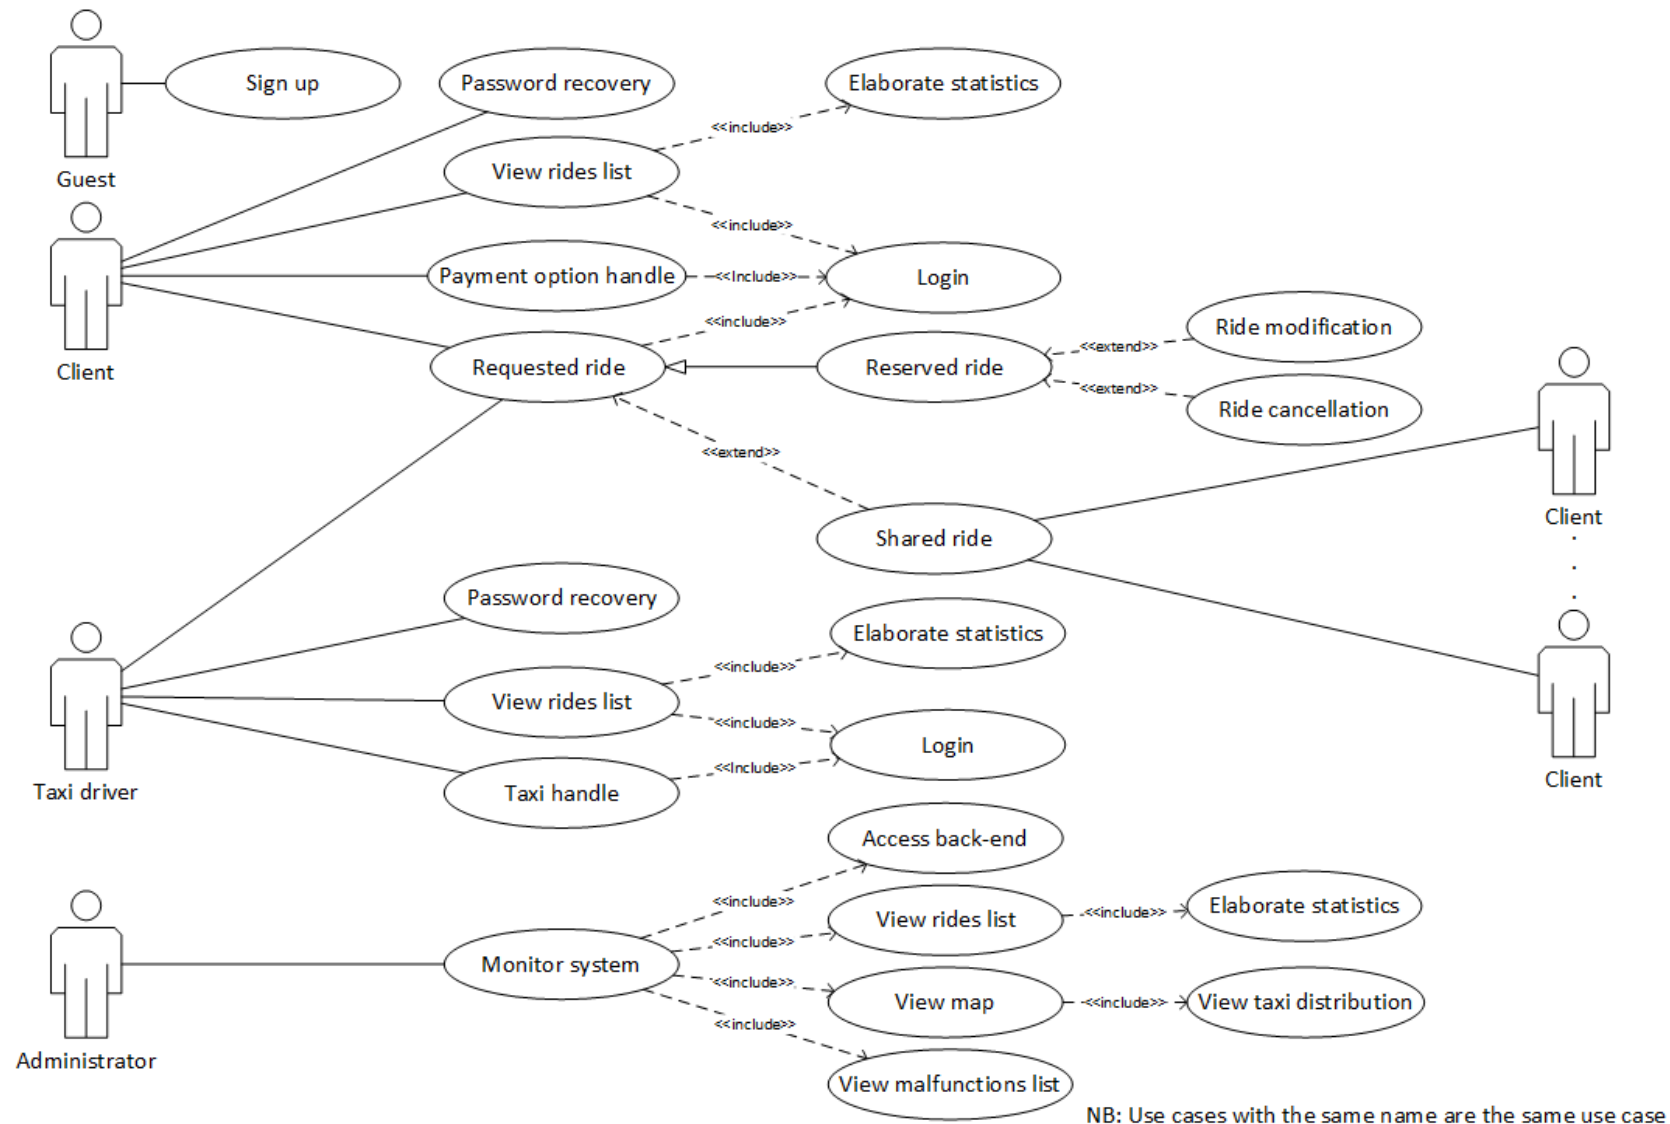 Sign up
Password recovery
Elaborate statistics
<<include>>
View rides list
Guest
<<include>>
Payment option handle
<<Include>>
Login
<<include>>
Ride modification
<<extend>>
Client
Requested ride
Reserved ride
<<extend>>
Ride cancellation
<<extend>>
Client
Shared ride
Password recovery
Elaborate statistics
<<include>>
View rides list
<<include>>
Login
<<Include>>
Taxi driver
Taxi handle
Client
Access back-end
<<include>>
View rides list
<<include>>
Elaborate statistics
<<include>>
Monitor system
<<include>>
View map
<<include>>
View taxi distribution
<<include>>
Administrator
View malfunctions list
NB: Use cases with the same name are the same use case